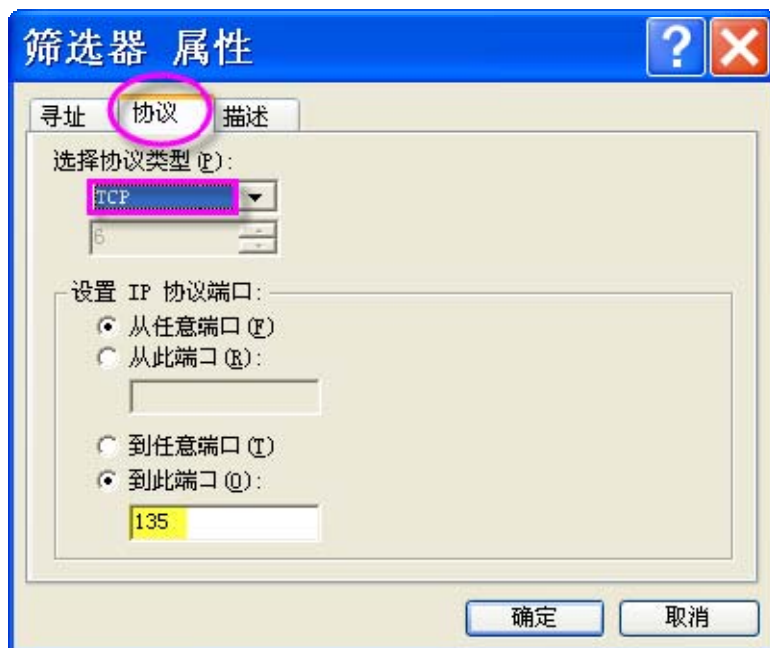 筛选器 属性
寻址 协议 描述
选择协议类型(P):
TCP
6
设置 IP 协议端口:
从任意端口(F)
从此端口(R):
到任意端口(T)
到此端口(O):
135
确定 取消